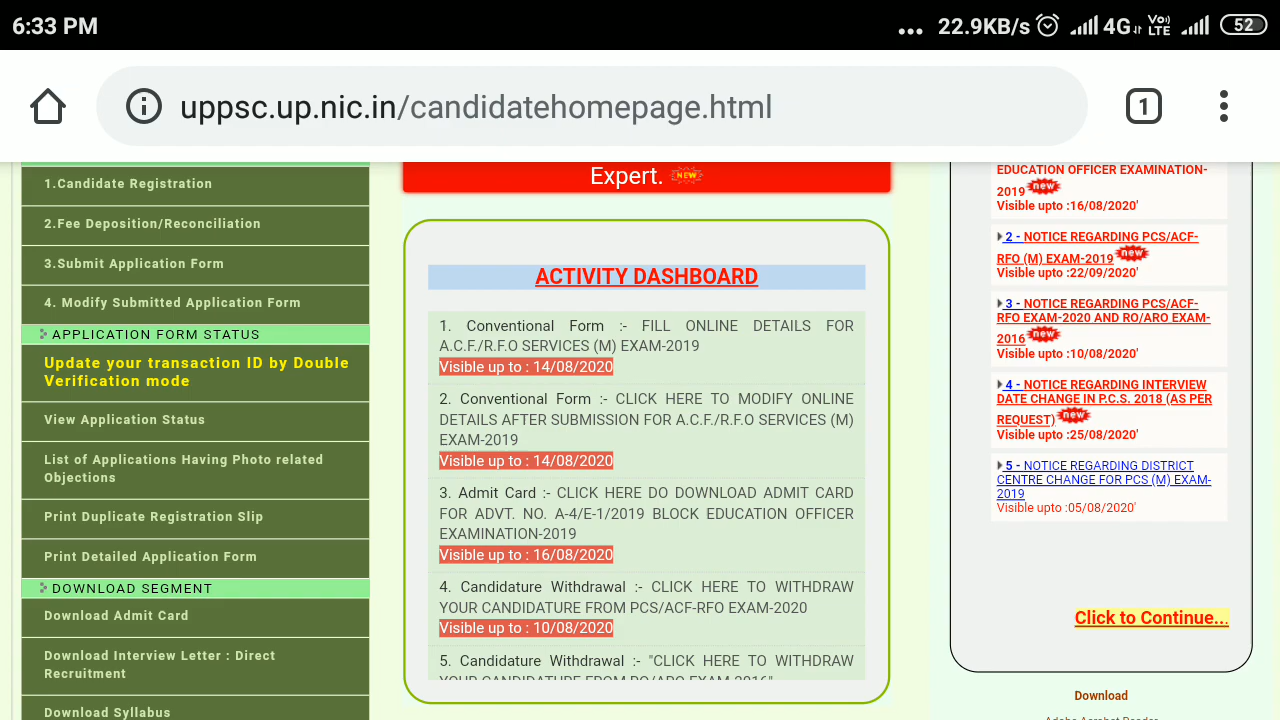 6:33 PM
... 22.9KB/s 4G VoLTE 52
uppsc.up.nic.in/candidatehomepage.html
1
1.Candidate Registration
2.Fee Deposition/Reconciliation
3.Submit Application Form
4. Modify Submitted Application Form
APPLICATION FORM STATUS
Update your transaction ID by Double
Verification mode
View Application Status
List of Applications Having Photo related
Objections
Print Duplicate Registration Slip
Print Detailed Application Form
DOWNLOAD SEGMENT
Download Admit Card
Download Interview Letter : Direct
Recruitment
Download Syllabus
Expert. NEW
ACTIVITY DASHBOARD
1. Conventional Form :- FILL ONLINE DETAILS FOR
A.C.F./R.F.O SERVICES (M) EXAM-2019
Visible up to : 14/08/2020
2. Conventional Form :- CLICK HERE TO MODIFY ONLINE
DETAILS AFTER SUBMISSION FOR A.C.F./R.F.O SERVICES (M)
EXAM-2019
Visible up to : 14/08/2020
3. Admit Card :- CLICK HERE DO DOWNLOAD ADMIT CARD
FOR ADVT. NO. A-4/E-1/2019 BLOCK EDUCATION OFFICER
EXAMINATION-2019
Visible up to : 16/08/2020
4. Candidature Withdrawal :- CLICK HERE TO WITHDRAW
YOUR CANDIDATURE FROM PCS/ACF-RFO EXAM-2020
Visible up to : 10/08/2020
5. Candidature Withdrawal :- "CLICK HERE TO WITHDRAW
YOUR CANDIDATURE FROM RO/ARO EXAM-2016"
EDUCATION OFFICER EXAMINATION-
2019 new
Visible upto :16/08/2020'
2 - NOTICE REGARDING PCS/ACF-
RFO (M) EXAM-2019 new
Visible upto :22/09/2020'
3 - NOTICE REGARDING PCS/ACF-
RFO EXAM-2020 AND RO/ARO EXAM-
2016 new
Visible upto :10/08/2020'
4 - NOTICE REGARDING INTERVIEW
DATE CHANGE IN P.C.S. 2018 (AS PER
REQUEST) new
Visible upto :25/08/2020'
5 - NOTICE REGARDING DISTRICT
CENTRE CHANGE FOR PCS (M) EXAM-
2019
Visible upto :05/08/2020'
Click to Continue...
Download
Adobe Acrobat Reader